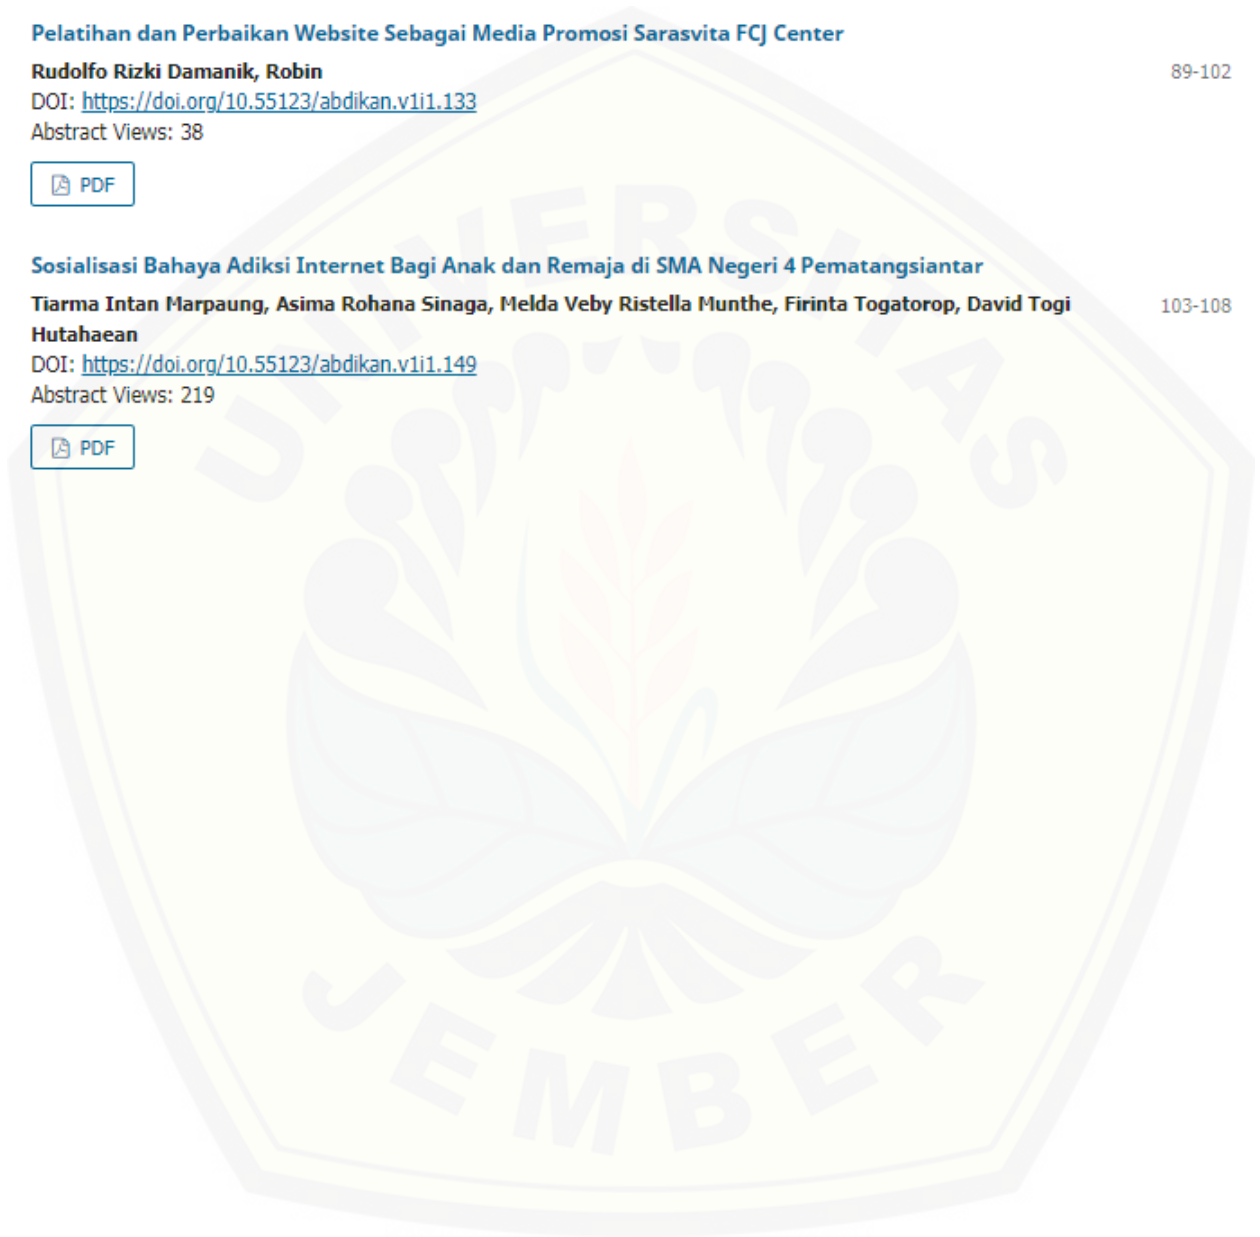 Pelatihan dan Perbaikan Website Sebagai Media Promosi Sarasvita FCJ Center
Rudolfo Rizki Damanik, Robin
89-102
DOI: https://doi.org/10.55123/abdikan.v1i1.133
Abstract Views: 38
PDF
Sosialisasi Bahaya Adiksi Internet Bagi Anak dan Remaja di SMA Negeri 4 Pematangsiantar
Tiarma Intan Marpaung, Asima Rohana Sinaga, Melda Veby Ristella Munthe, Firinta Togatorop, David Togi
103-108
Hutahaean
DOI: https://doi.org/10.55123/abdikan.v1i1.149
Abstract Views: 219
PDF
UNIVERSITAS
JEMBER